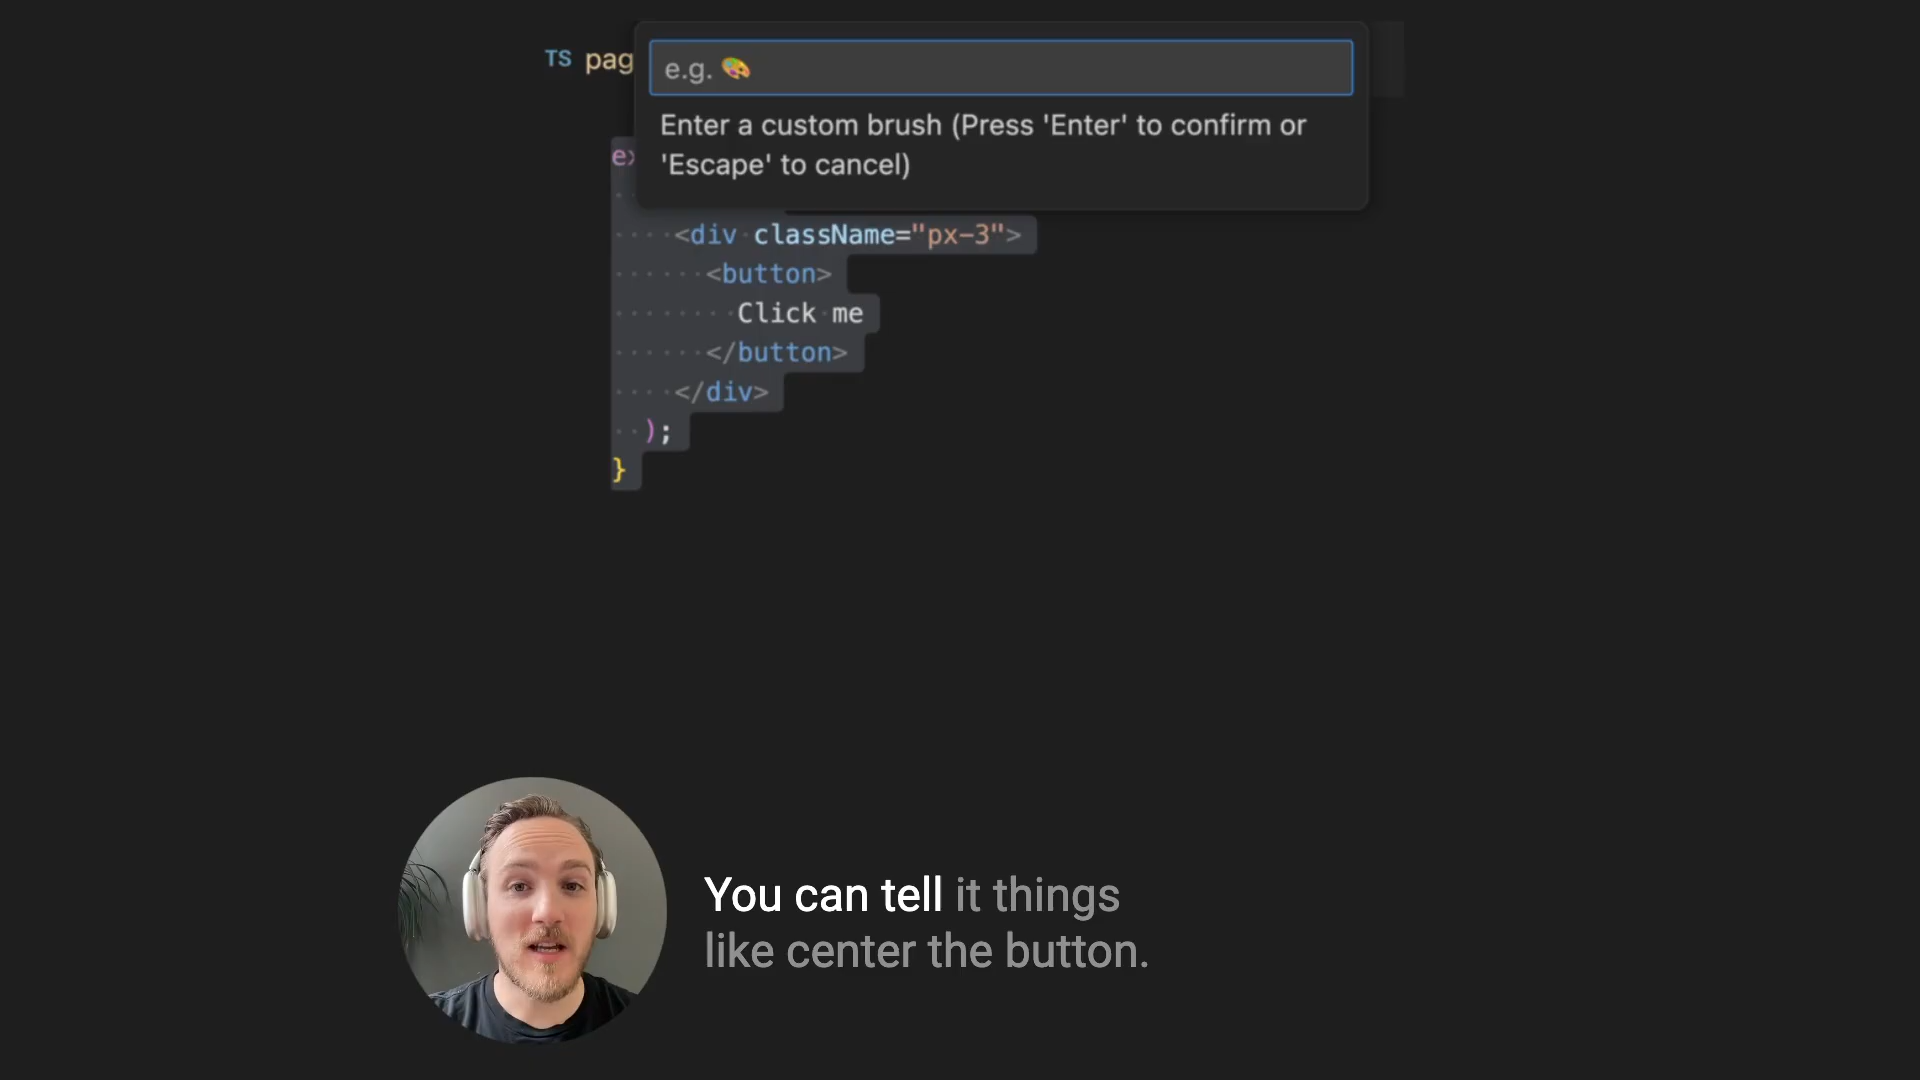 e.g. 🎨
TS pag
Enter a custom brush (Press 'Enter' to confirm or
'Escape' to cancel)
ex
<div className="px-3">
<button>
Click me
</button>
</div>
);
}
You can tell it things
like center the button.